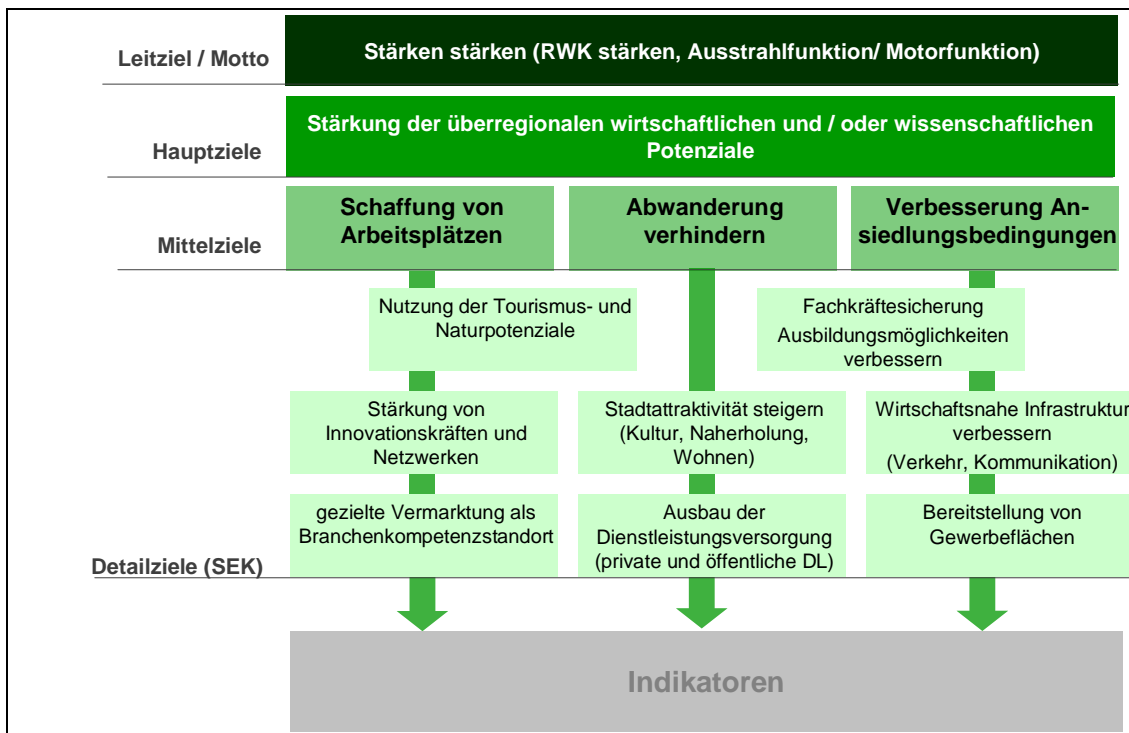 Leitziel / Motto
Stärken stärken (RWK stärken, Ausstrahlfunktion/ Motorfunktion)
Hauptziele
Stärkung der überregionalen wirtschaftlichen und / oder wissenschaftlichen
Potenziale
Mittelziele
Schaffung von
Arbeitsplätzen
Abwanderung
verhindern
Verbesserung An-
siedlungsbedingungen
Nutzung der Tourismus- und
Naturpotenziale
Fachkräftesicherung
Ausbildungsmöglichkeiten
verbessern
Stärkung von
Innovationskräften und
Netzwerken
Stadtattraktivität steigern
(Kultur, Naherholung,
Wohnen)
Wirtschaftsnahe Infrastruktur
verbessern
(Verkehr, Kommunikation)
Detailziele (SEK)
gezielte Vermarktung als
Branchenkompetenzstandort
Ausbau der
Dienstleistungsversorgung
(private und öffentliche DL)
Bereitstellung von
Gewerbeflächen
Indikatoren